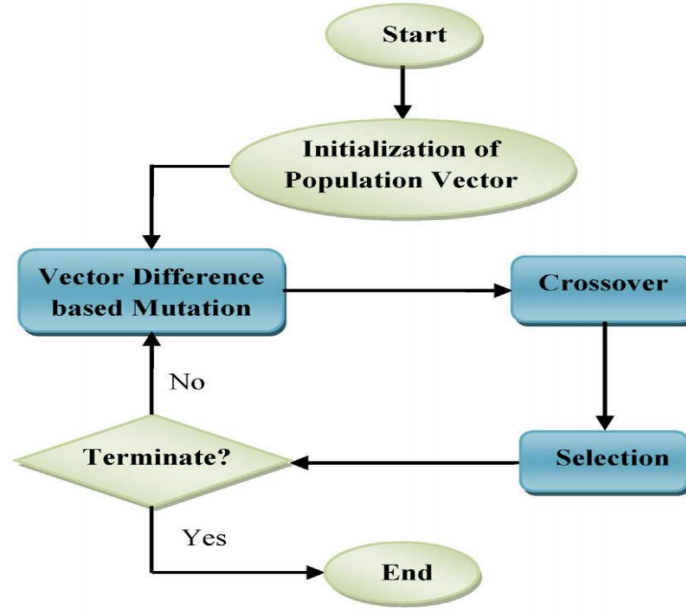 Start
Initialization of
Population Vector
Vector Difference
based Mutation
Crossover
No
Terminate?
Selection
Yes
End